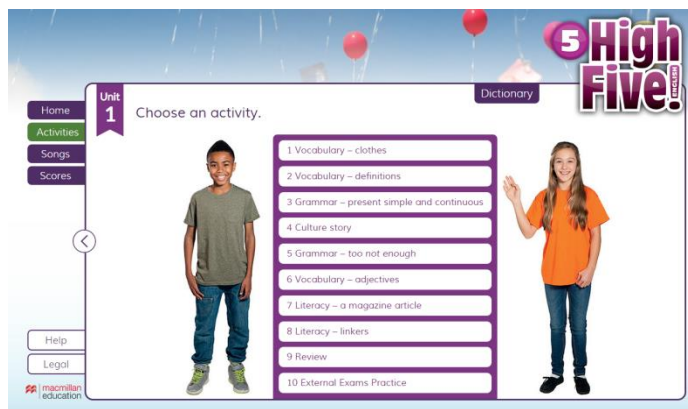 5 High
Five!
ENGLISH
Dictionary
Unit
1
Choose an activity.
Home
Activities
Songs
Scores
1 Vocabulary – clothes
2 Vocabulary – definitions
3 Grammar – present simple and continuous
4 Culture story
5 Grammar – too not enough
6 Vocabulary – adjectives
7 Literacy – a magazine article
8 Literacy – linkers
9 Review
10 External Exams Practice
Help
Legal
macmillan
education